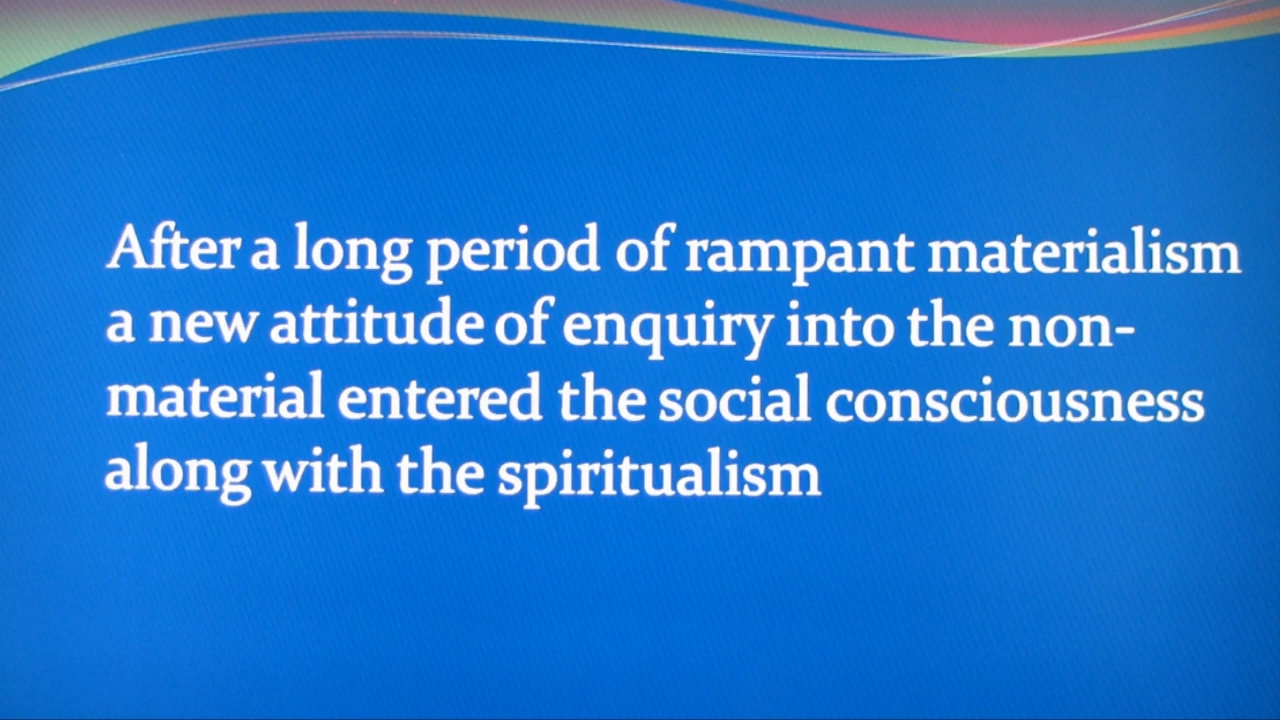 After a long period of rampant materialism
a new attitude of enquiry into the non-
material entered the social consciousness
along with the spiritualism